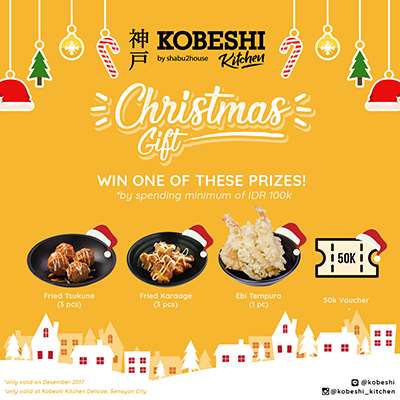 神戸
KOBESHI
by shabu2house
Kitchen
Christmas
Gift
WIN ONE OF THESE PRIZES!
*by spending minimum of IDR 100k
50K
Fried Tsukune
(3 pcs)
Fried Karaage
(3 pcs)
Ebi Tempura
(1 pc)
50k Voucher
*only valid on Desember 2017
*only valid at Kobeshi Kitchen Delicae, Senayan City
@kobeshi
@kobeshi_kitchen